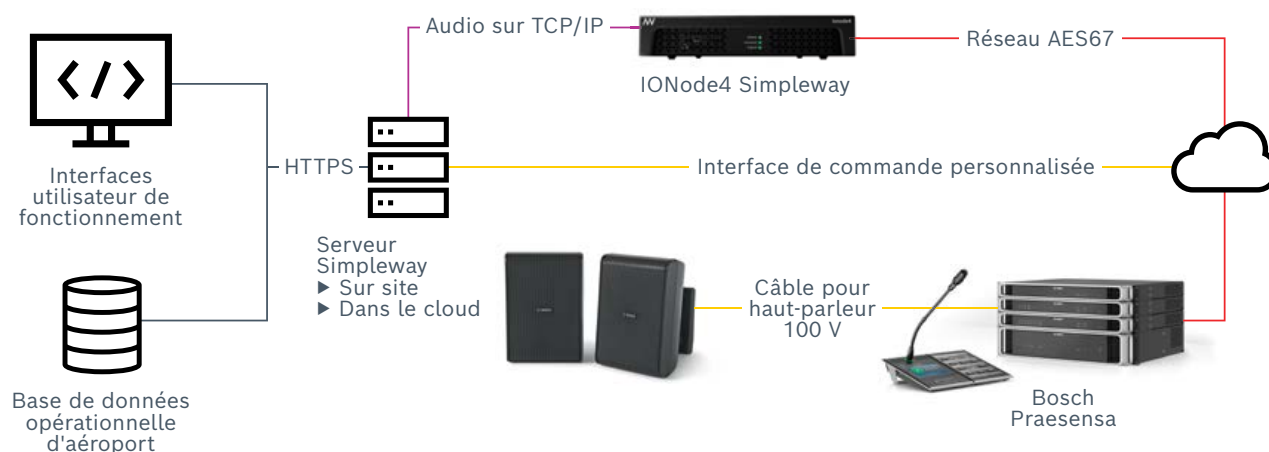 Audio sur TCP/IP
IONode4 Simpleway
Réseau AES67
</>
Interfaces
utilisateur de
fonctionnement
HTTPS
Interface de commande personnalisée
Serveur
Simpleway
▶ Sur site
▶ Dans le cloud
Câble pour
haut-parleur
100 V
Bosch
Praesensa
Base de données
opérationnelle
d'aéroport